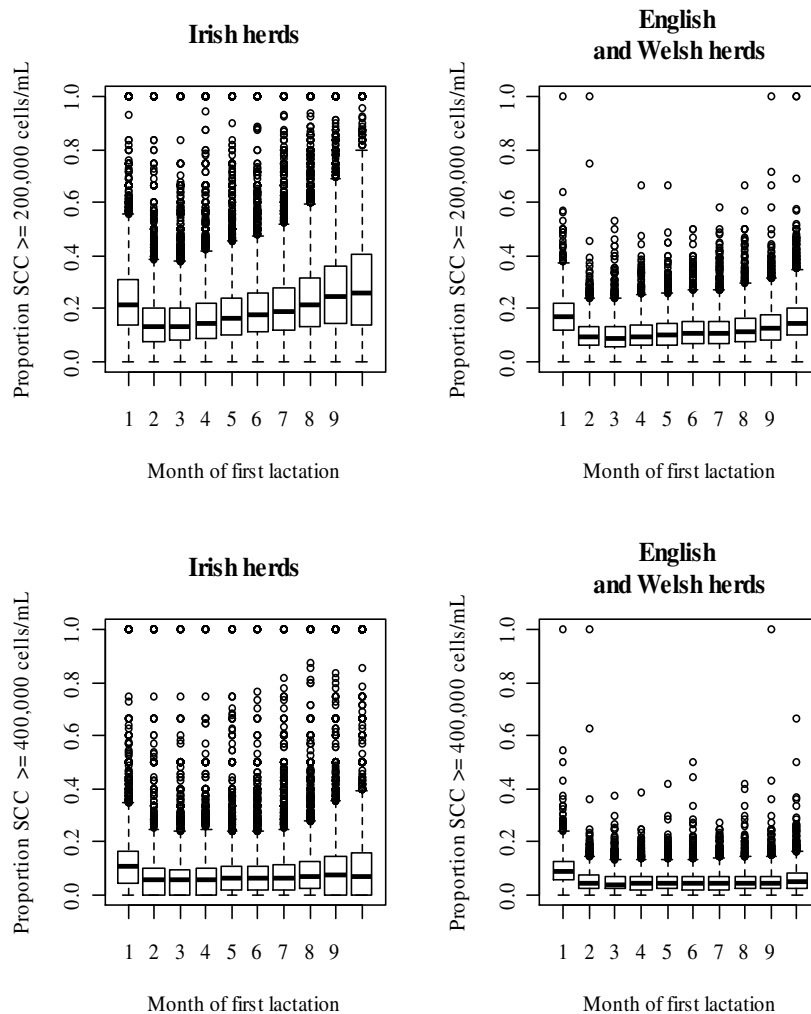 Irish herds
Proportion SCC >= 200,000 cells/mL
1.0
0.8
0.6
0.4
0.2
0.0
1 2 3 4 5 6 7 8 9
Month of first lactation
English
and Welsh herds
Proportion SCC >= 200,000 cells/mL
1.0
0.8
0.6
0.4
0.2
0.0
1 2 3 4 5 6 7 8 9
Month of first lactation
Irish herds
Proportion SCC >= 400,000 cells/mL
1.0
0.8
0.6
0.4
0.2
0.0
1 2 3 4 5 6 7 8 9
Month of first lactation
English
and Welsh herds
Proportion SCC >= 400,000 cells/mL
1.0
0.8
0.6
0.4
0.2
0.0
1 2 3 4 5 6 7 8 9
Month of first lactation